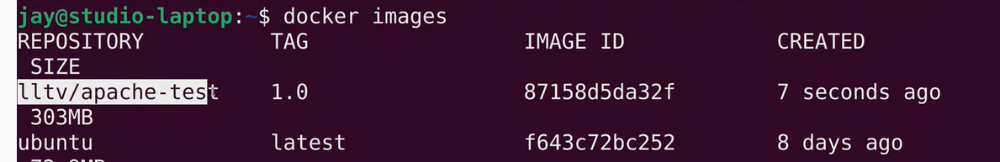 jay@studio-laptop:~$ docker images
REPOSITORY TAG IMAGE ID CREATED
SIZE
lltv/apache-test 1.0 87158d5da32f 7 seconds ago
303MB
ubuntu latest f643c72bc252 8 days ago